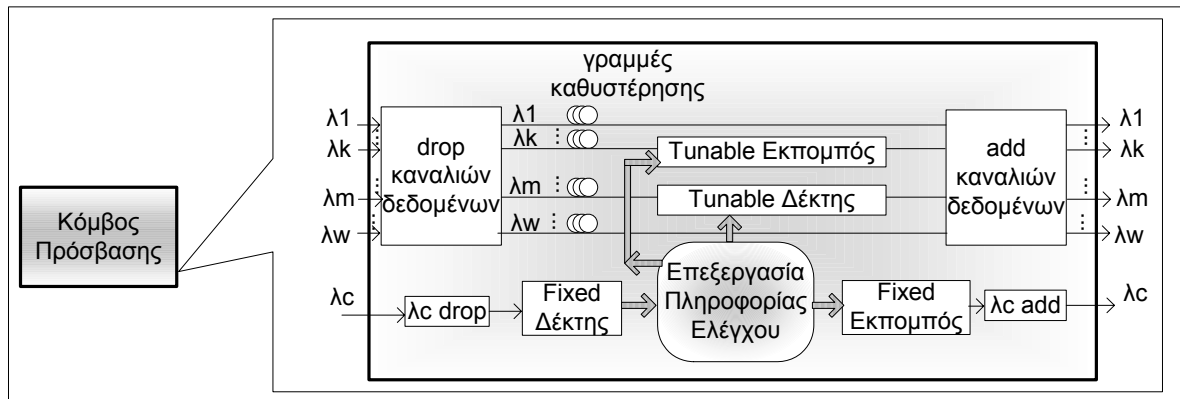 Κόμβος
Πρόσβασης
γραμμές
καθυστέρησης
λ1
λk
λm
λw
λc
drop
καναλιών
δεδομένων
λ1
λk
λm
λw
Tunable Εκπομπός
Tunable Δέκτης
add
καναλιών
δεδομένων
λ1
λk
λm
λw
λc drop
Fixed
Δέκτης
Επεξεργασία
Πληροφορίας
Ελέγχου
Fixed
Εκπομπός
λc add
λc